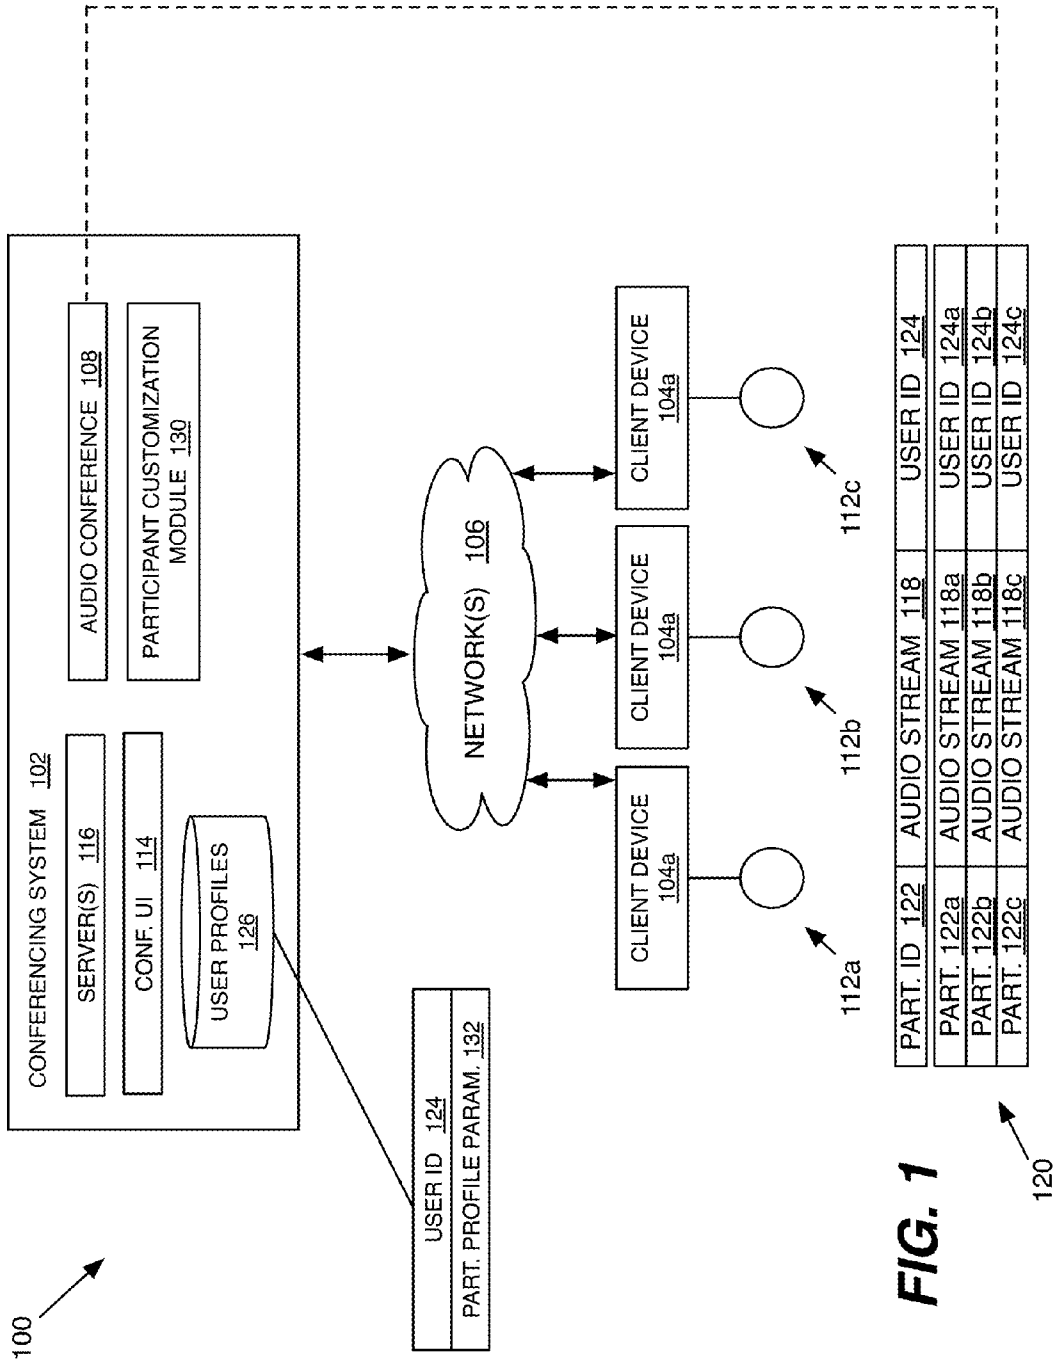 100
CONFERENCING SYSTEM 102
SERVER(S) 116
CONF. UI 114
USER PROFILES
126
AUDIO CONFERENCE 108
PARTICIPANT CUSTOMIZATION
MODULE 130
USER ID 124
PART. PROFILE PARAM. 132
NETWORK(S) 106
CLIENT DEVICE
104a
CLIENT DEVICE
104a
CLIENT DEVICE
104a
112a
112b
112c
PART. ID 122 AUDIO STREAM 118 USER ID 124
PART. 122a AUDIO STREAM 118a USER ID 124a
PART. 122b AUDIO STREAM 118b USER ID 124b
PART. 122c AUDIO STREAM 118c USER ID 124c
120
FIG. 1